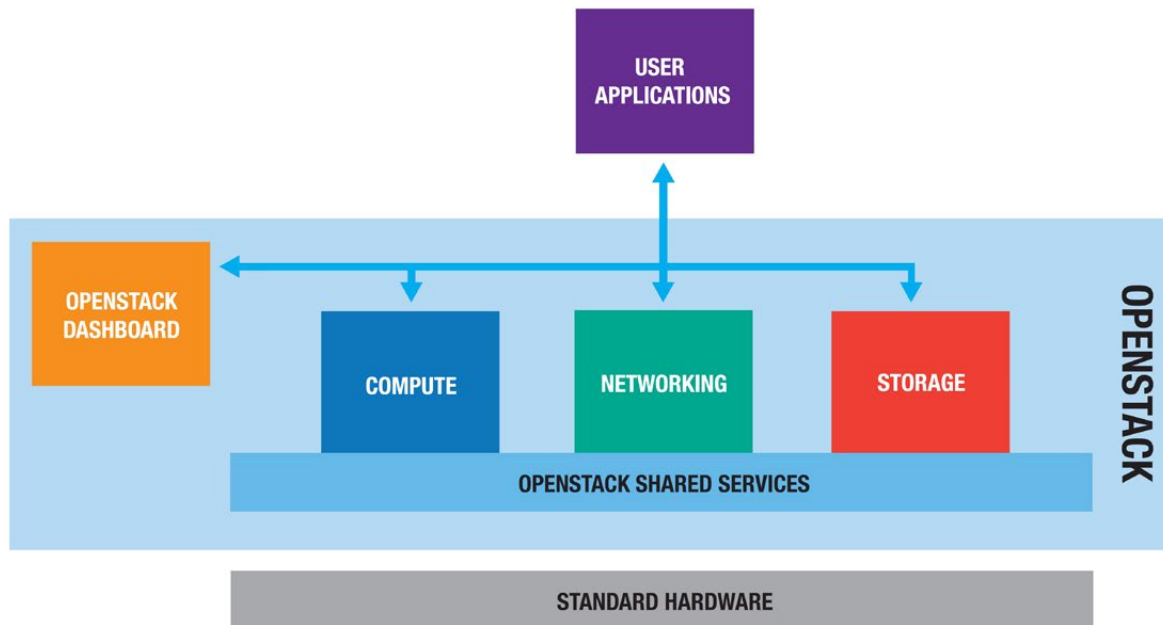 USER
APPLICATIONS
OPENSTACK
DASHBOARD
COMPUTE
NETWORKING
STORAGE
OPENSTACK
OPENSTACK SHARED SERVICES
STANDARD HARDWARE